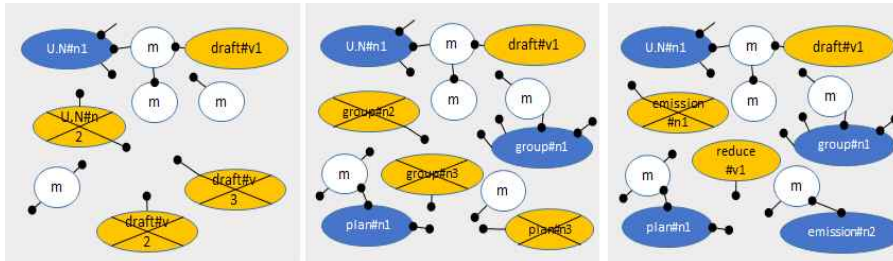 U.N#n1
m
draft#v1
m
m
U.N#n
2
m
draft#v
3
draft#v
2
U.N#n1
m
draft#v1
m
m
group#n2
group#n1
m
group#n3
m
plan#n1
plan#n3
U.N#n1
m
draft#v1
m
m
emission
#n1
group#n1
reduce
#v1
m
m
plan#n1
emission#n2